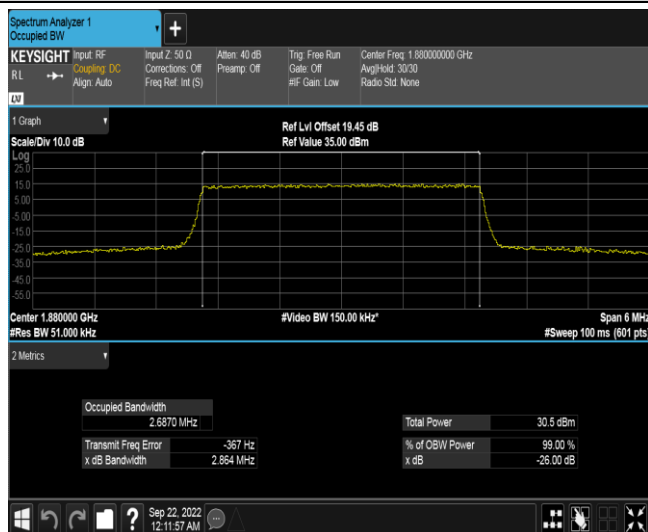 Spectrum Analyzer 1
Occupied BW
+
KEYSIGHT
RL
LXI
Input: RF
Coupling: DC
Align: Auto
Input Z: 50 Ω
Corrections: Off
Freq Ref: Int (S)
Atten: 40 dB
Preamp: Off
Trig: Free Run
Gate: Off
#IF Gain: Low
Center Freq: 1.880000000 GHz
Avg|Hold: 30/30
Radio Std: None
1 Graph
Scale/Div 10.0 dB
Ref Lvl Offset 19.45 dB
Ref Value 35.00 dBm
Log
25.0
15.0
5.00
-5.00
-15.0
-25.0
-35.0
-45.0
-55.0
Center 1.880000 GHz
#Res BW 51.000 kHz
#Video BW 150.00 kHz*
Span 6 MHz
#Sweep 100 ms (601 pts)
2 Metrics
Occupied Bandwidth
2.6870 MHz
Transmit Freq Error -367 Hz
x dB Bandwidth 2.864 MHz
Total Power 30.5 dBm
% of OBW Power 99.00 %
x dB -26.00 dB
?
Sep 22, 2022
12:11:57 AM